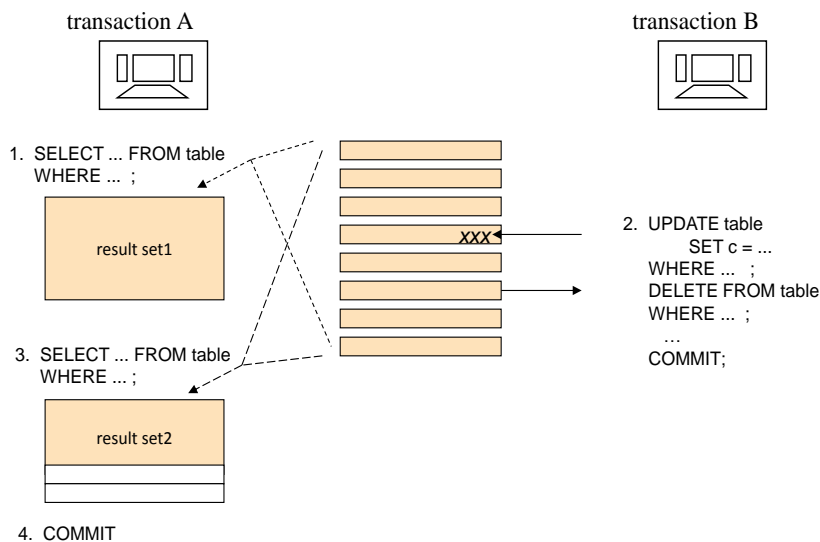 transaction A
transaction B
1. SELECT ... FROM table
WHERE ... ;
result set1
xxx
2. UPDATE table
SET c = ...
WHERE ... ;
DELETE FROM table
WHERE ... ;
...
COMMIT;
3. SELECT ... FROM table
WHERE ... ;
result set2
4. COMMIT